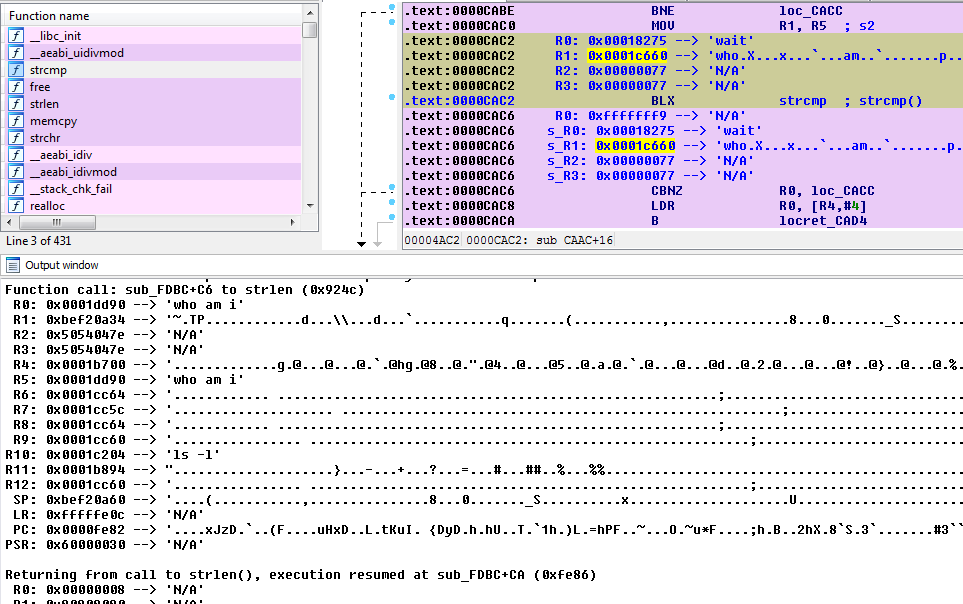 Function name
__libc_init
__aeabi_uidivmod
strcmp
free
strlen
memcpy
strchr
__aeabi_idiv
__aeabi_idivmod
__stack_chk_fail
realloc
Line 3 of 431
.text:0000CABE BNE loc_CACC
.text:0000CAC0 MOV R1, R5 ; s2
.text:0000CAC2 R0: 0x00018275 --> 'wait'
.text:0000CAC2 R1: 0x0001c660 --> 'who.X...x...`...am..`.......p..
.text:0000CAC2 R2: 0x00000077 --> 'N/A'
.text:0000CAC2 R3: 0x00000077 --> 'N/A'
.text:0000CAC2 BLX strcmp ; strcmp()
.text:0000CAC6 R0: 0xfffffff9 --> 'N/A'
.text:0000CAC6 s_R0: 0x00018275 --> 'wait'
.text:0000CAC6 s_R1: 0x0001c660 --> 'who.X...x...`...am..`.......p.
.text:0000CAC6 s_R2: 0x00000077 --> 'N/A'
.text:0000CAC6 s_R3: 0x00000077 --> 'N/A'
.text:0000CAC6 CBNZ R0, loc_CACC
.text:0000CAC8 LDR R0, [R4,#4]
.text:0000CACA B locret_CAD4
00004AC2 0000CAC2: sub CAAC+16
Output window
Function call: sub_FDBC+C6 to strlen (0x924c)
R0: 0x0001dd90 --> 'who am i'
R1: 0xbef20a34 --> '~.TP............d...\\...d...`...........q.......(............,...............8...0......._S........
R2: 0x5054047e --> 'N/A'
R3: 0x5054047e --> 'N/A'
R4: 0x0001b700 --> '.............g.@...@...@.`.@hg.@8..@.".@4..@...@5..@.a.@.`.@...@...@d..@.2.@...@...@!..@}..@...@.%.
R5: 0x0001dd90 --> 'who am i'
R6: 0x0001cc64 --> '............ .......................................................;..............................
R7: 0x0001cc5c --> '.................... .......................................................;......................
R8: 0x0001cc64 --> '............ .......................................................;..............................
R9: 0x0001cc60 --> '................ .......................................................;..........................
R10: 0x0001c204 --> 'ls -l'
R11: 0x0001b894 --> "....................}...-...+...?...=...#...##..%...%%..............................................
R12: 0x0001cc60 --> '................ .......................................................;..........................
SP: 0xbef20a60 --> '....(............,...............8...0......._S...........x.....................U...................
LR: 0xfffffe0c --> 'N/A'
PC: 0x0000fe82 --> '....xJzD.`..(F....uHxD..L.tKuI. {DyD.h.hU..T.`1h.)L.=hPF..~...O.~u*F....;h.B..2hX.8`S.3`.......#3``
PSR: 0x60000030 --> 'N/A'
Returning from call to strlen(), execution resumed at sub_FDBC+CA (0xfe86)
R0: 0x00000008 --> 'N/A'